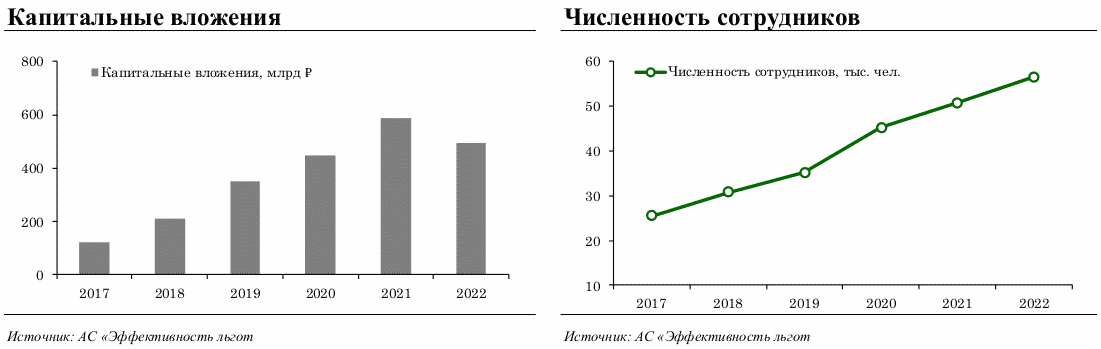 Капитальные вложения
800
Капитальные вложения, млрд ₽
600
400
200
0
2017 2018 2019 2020 2021 2022
Источник: АС «Эффективность льгот
Численность сотрудников
60
Численность сотрудников, тыс. чел.
50
40
30
20
10
2017 2018 2019 2020 2021 2022
Источник: АС «Эффективность льгот